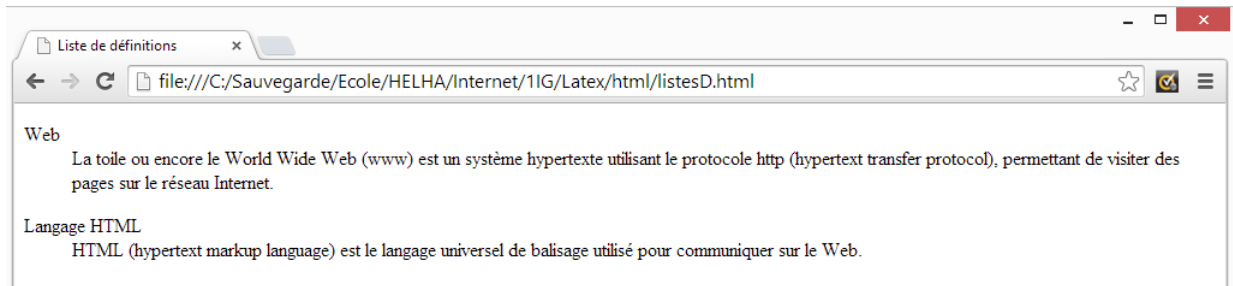 Liste de définitions
file:///C:/Sauvegarde/Ecole/HELHA/Internet/1IG/Latex/html/listesD.html
Web
La toile ou encore le World Wide Web (www) est un système hypertexte utilisant le protocole http (hypertext transfer protocol), permettant de visiter des
pages sur le réseau Internet.
Langage HTML
HTML (hypertext markup language) est le langage universel de balisage utilisé pour communiquer sur le Web.